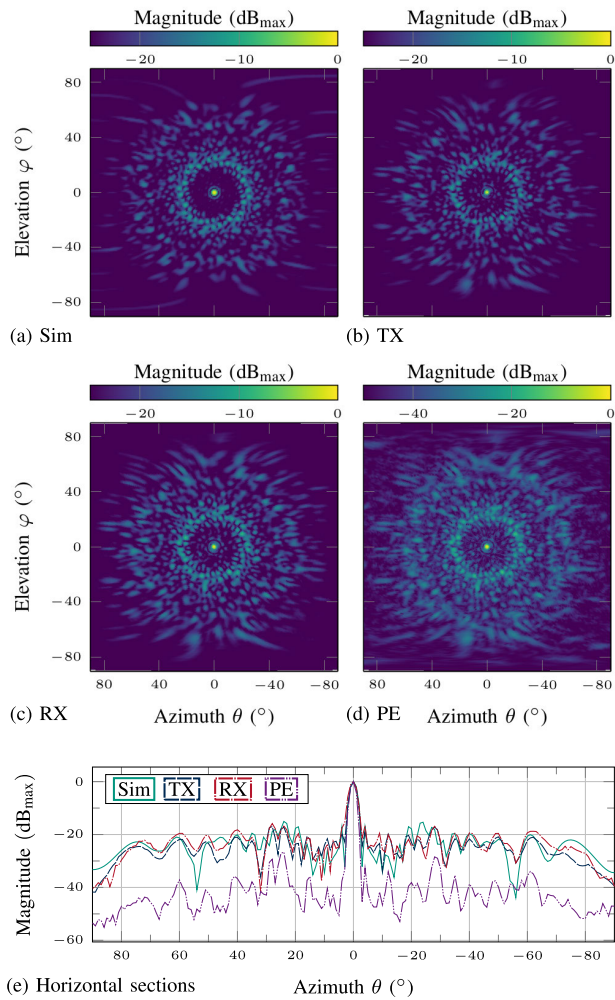 Magnitude (dBmax) Magnitude (dBmax)
−20 −10 0 −20 −10 0
Elevation φ (°)
80
40
0
−40
−80
(a) Sim (b) TX
Magnitude (dBmax) Magnitude (dBmax)
−20 −10 0 −40 −20 0
Elevation φ (°)
80
40
0
−40
−80
80 40 0 −40 −80 80 40 0 −40 −80
(c) RX Azimuth θ (°) (d) PE Azimuth θ (°)
Magnitude (dBmax)
0
−20
−40
−60
Sim TX RX PE
80 60 40 20 0 −20 −40 −60 −80
(e) Horizontal sections Azimuth θ (°)